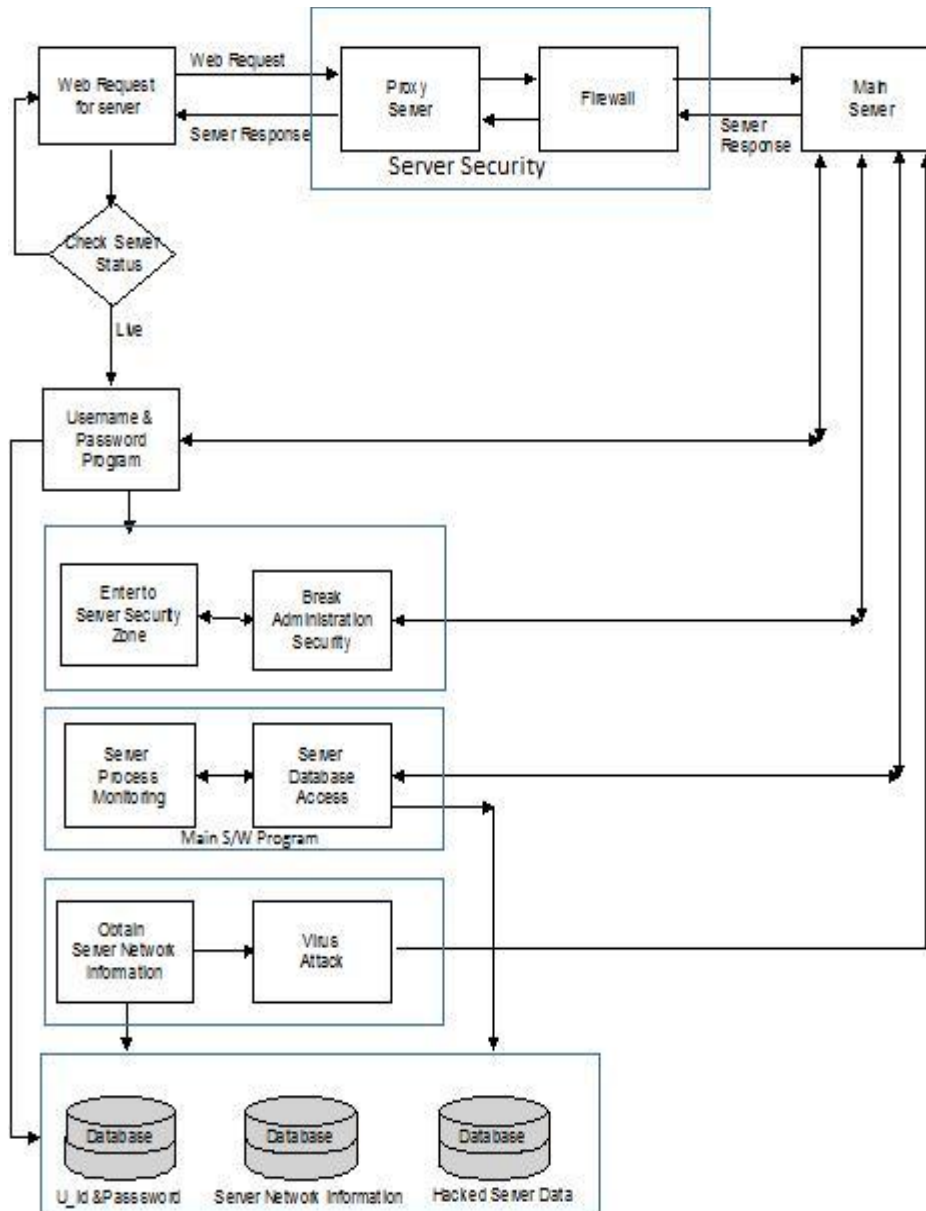 Web Request
for server
Web Request
Server Response
Proxy
Server
Firewall
Server Security
Server
Response
Main
Server
Check Server
Status
Live
Username &
Password
Program
Enter to
Server Security
Zone
Break
Administration
Security
Server
Process
Monitoring
Server
Database
Access
Main S/W Program
Obtain
Server Network
Information
Virus
Attack
Database
Database
Database
U_Id &Passsword
Server Network Information
Hacked Server Data